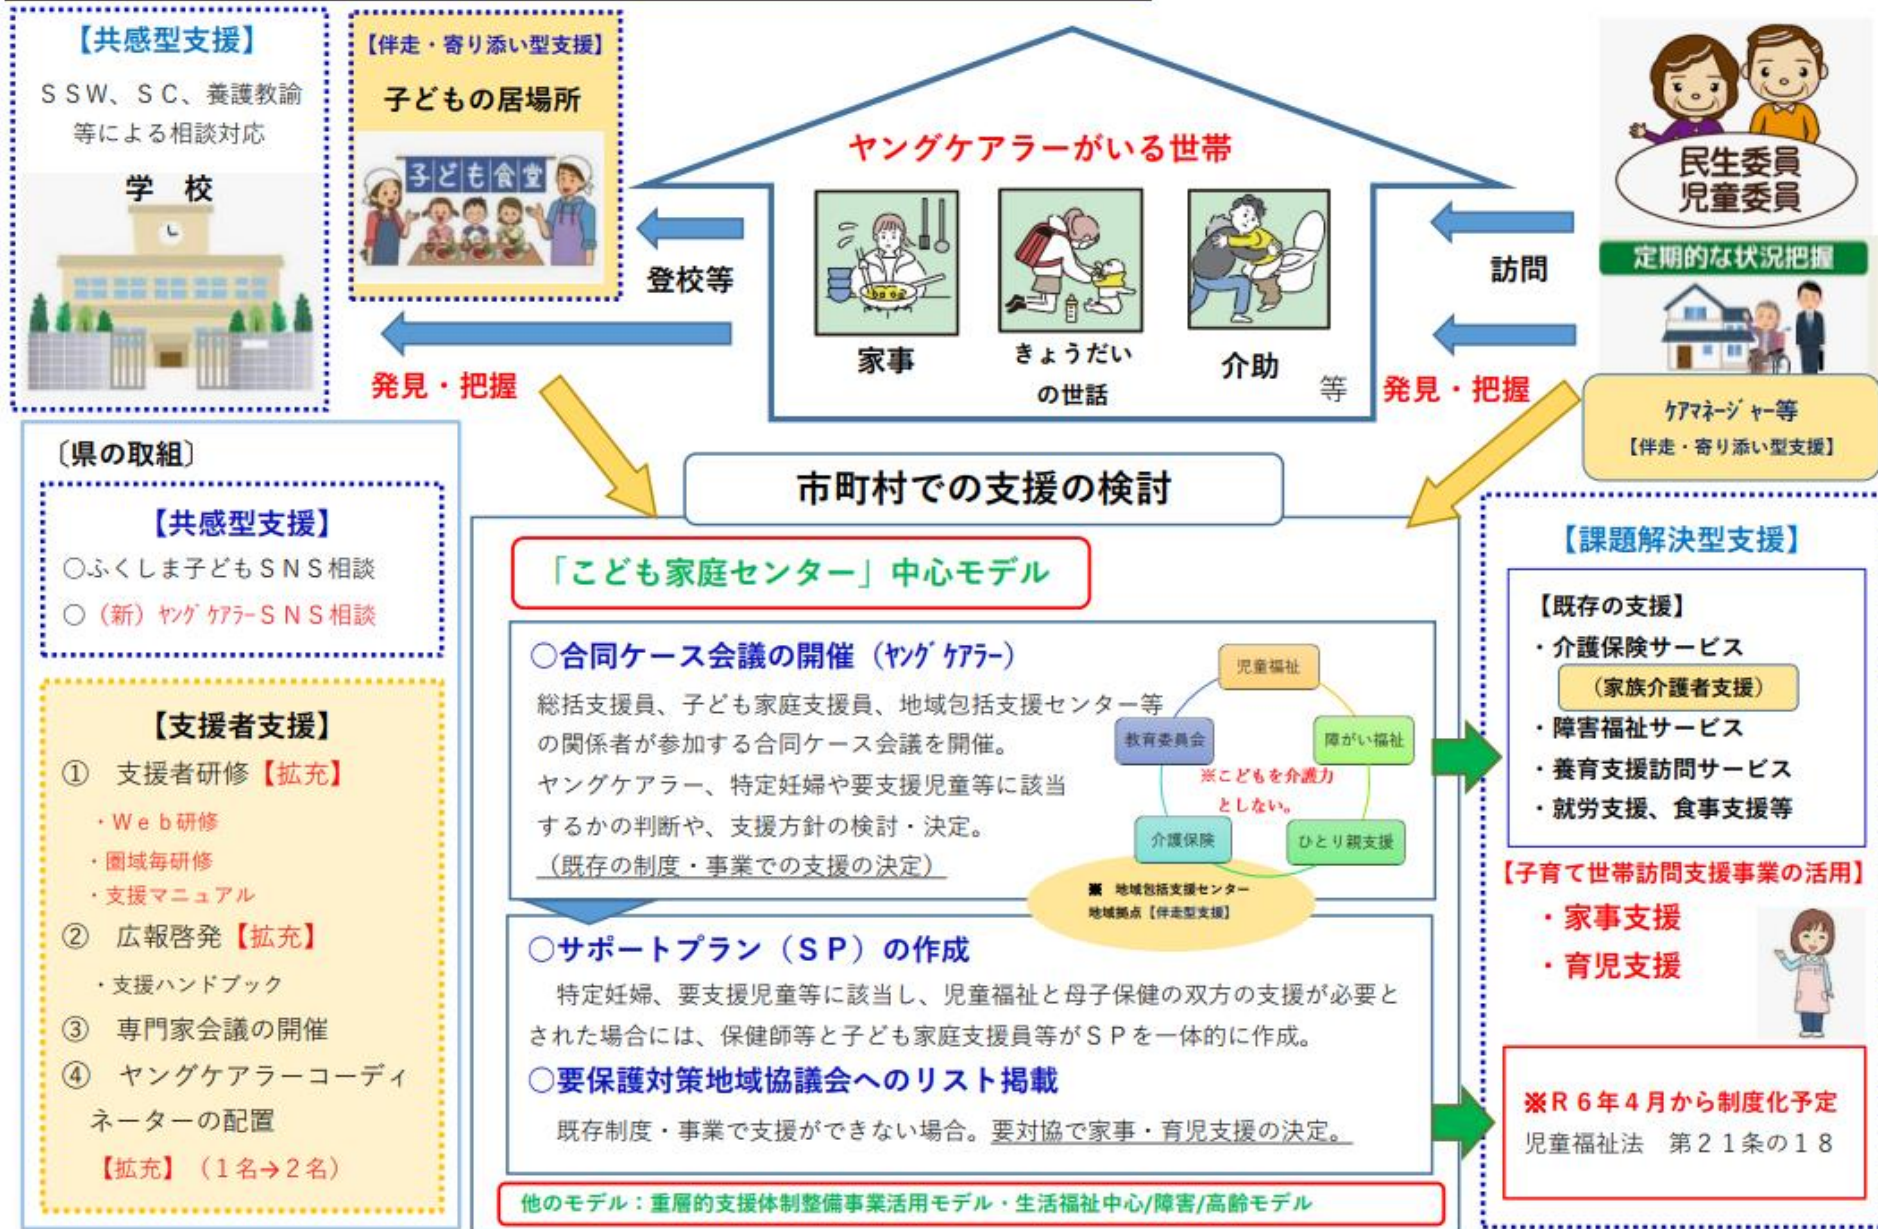 【共感型支援】
ＳＳＷ、ＳＣ、養護教諭
等による相談対応
学　校
【伴走・寄り添い型支援】
子どもの居場所
子ども食堂
ヤングケアラーがいる世帯
家事
きょうだい
の世話
介助
等
登校等
発見・把握
訪問
発見・把握
民生委員
児童委員
定期的な状況把握
ｹｱﾏﾈｰｼﾞｬｰ等
【伴走・寄り添い型支援】
〔県の取組〕
【共感型支援】
○ふくしま子どもＳＮＳ相談
○（新）ﾔﾝｸﾞｹｱﾗｰＳＮＳ相談
【支援者支援】
①　支援者研修【拡充】
・Ｗｅｂ研修
・圏域毎研修
・支援マニュアル
②　広報啓発【拡充】
・支援ハンドブック
③　専門家会議の開催
④　ヤングケアラーコーディ
ネーターの配置
【拡充】（１名→２名）
市町村での支援の検討
「こども家庭センター」中心モデル
○合同ケース会議の開催（ﾔﾝｸﾞｹｱﾗｰ）
総括支援員、子ども家庭支援員、地域包括支援センター等
の関係者が参加する合同ケース会議を開催。
ヤングケアラー、特定妊婦や要支援児童等に該当
するかの判断や、支援方針の検討・決定。
（既存の制度・事業での支援の決定）
児童福祉
教育委員会
障がい福祉
※こどもを介護力
としない。
介護保険
ひとり親支援
※　地域包括支援センター
地域拠点【伴走型支援】
○サポートプラン（ＳＰ）の作成
特定妊婦、要支援児童等に該当し、児童福祉と母子保健の双方の支援が必要と
された場合には、保健師等と子ども家庭支援員等がＳＰを一体的に作成。
○要保護対策地域協議会へのリスト掲載
既存制度・事業で支援ができない場合。要対協で家事・育児支援の決定。
他のモデル：重層的支援体制整備事業活用モデル・生活福祉中心/障害/高齢モデル
【課題解決型支援】
【既存の支援】
・介護保険サービス
（家族介護者支援）
・障害福祉サービス
・養育支援訪問サービス
・就労支援、食事支援等
【子育て世帯訪問支援事業の活用】
・家事支援
・育児支援
※Ｒ６年４月から制度化予定
児童福祉法　第２１条の１８